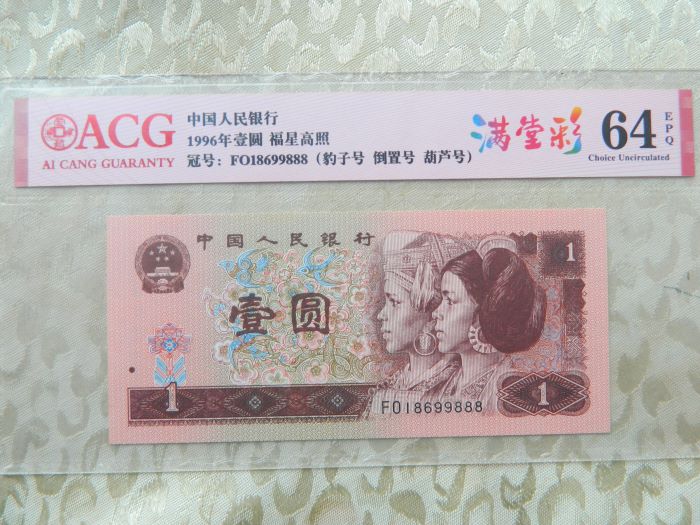 ACG
AI CANG GUARANTY
中国人民银行
1996年壹圆 福星高照
冠号：FO18699888（豹子号 倒置号 葫芦号）
满堂彩
64
EPQ
Choice Uncirculated
中国人民银行
1
壹圆
1
FO18699888
1